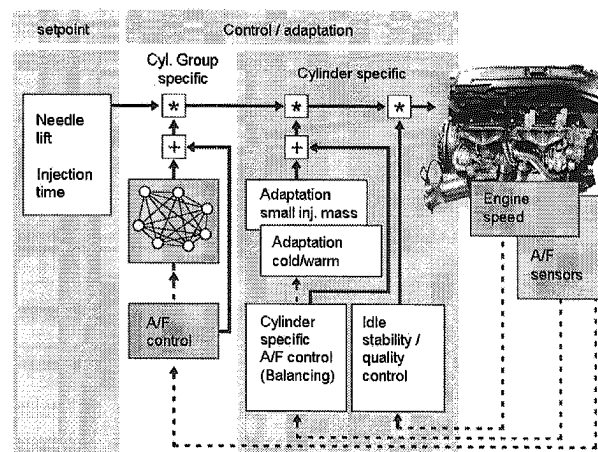 setpoint
Control / adaptation
Cyl. Group
specific
Cylinder specific
Needle
lift
Injection
time
*
*
*
+
+
Adaptation
small inj. mass
Adaptation
cold/warm
Engine
speed
A/F
sensors
A/F
control
Cylinder
specific
A/F control
(Balancing)
Idle
stability /
quality
control